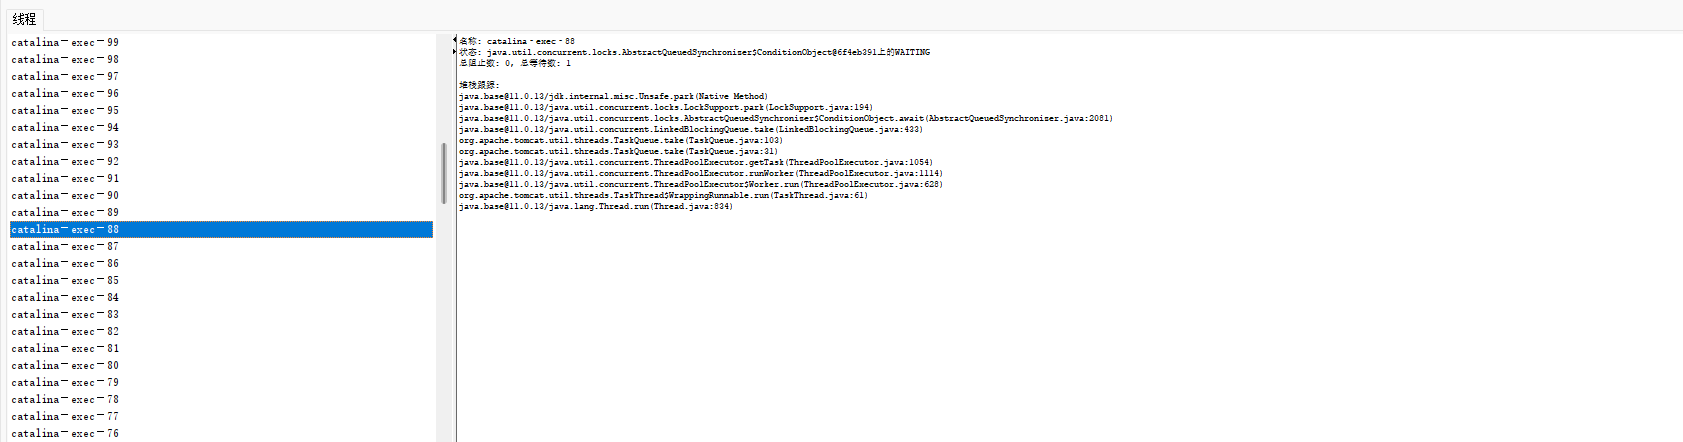 线程
catalina-exec-99
catalina-exec-98
catalina-exec-97
catalina-exec-96
catalina-exec-95
catalina-exec-94
catalina-exec-93
catalina-exec-92
catalina-exec-91
catalina-exec-90
catalina-exec-89
catalina-exec-88
catalina-exec-87
catalina-exec-86
catalina-exec-85
catalina-exec-84
catalina-exec-83
catalina-exec-82
catalina-exec-81
catalina-exec-80
catalina-exec-79
catalina-exec-78
catalina-exec-77
catalina-exec-76
名称: catalina-exec-88
状态: java.util.concurrent.locks.AbstractQueuedSynchronizer$ConditionObject@6f4eb391上的WAITING
总阻止数: 0, 总等待数: 1
堆栈跟踪:
java.base@11.0.13/jdk.internal.misc.Unsafe.park(Native Method)
java.base@11.0.13/java.util.concurrent.locks.LockSupport.park(LockSupport.java:194)
java.base@11.0.13/java.util.concurrent.locks.AbstractQueuedSynchronizer$ConditionObject.await(AbstractQueuedSynchronizer.java:2081)
java.base@11.0.13/java.util.concurrent.LinkedBlockingQueue.take(LinkedBlockingQueue.java:433)
org.apache.tomcat.util.threads.TaskQueue.take(TaskQueue.java:103)
org.apache.tomcat.util.threads.TaskQueue.take(TaskQueue.java:31)
java.base@11.0.13/java.util.concurrent.ThreadPoolExecutor.getTask(ThreadPoolExecutor.java:1054)
java.base@11.0.13/java.util.concurrent.ThreadPoolExecutor.runWorker(ThreadPoolExecutor.java:1114)
java.base@11.0.13/java.util.concurrent.ThreadPoolExecutor$Worker.run(ThreadPoolExecutor.java:628)
org.apache.tomcat.util.threads.TaskThread$WrappingRunnable.run(TaskThread.java:61)
java.base@11.0.13/java.lang.Thread.run(Thread.java:834)